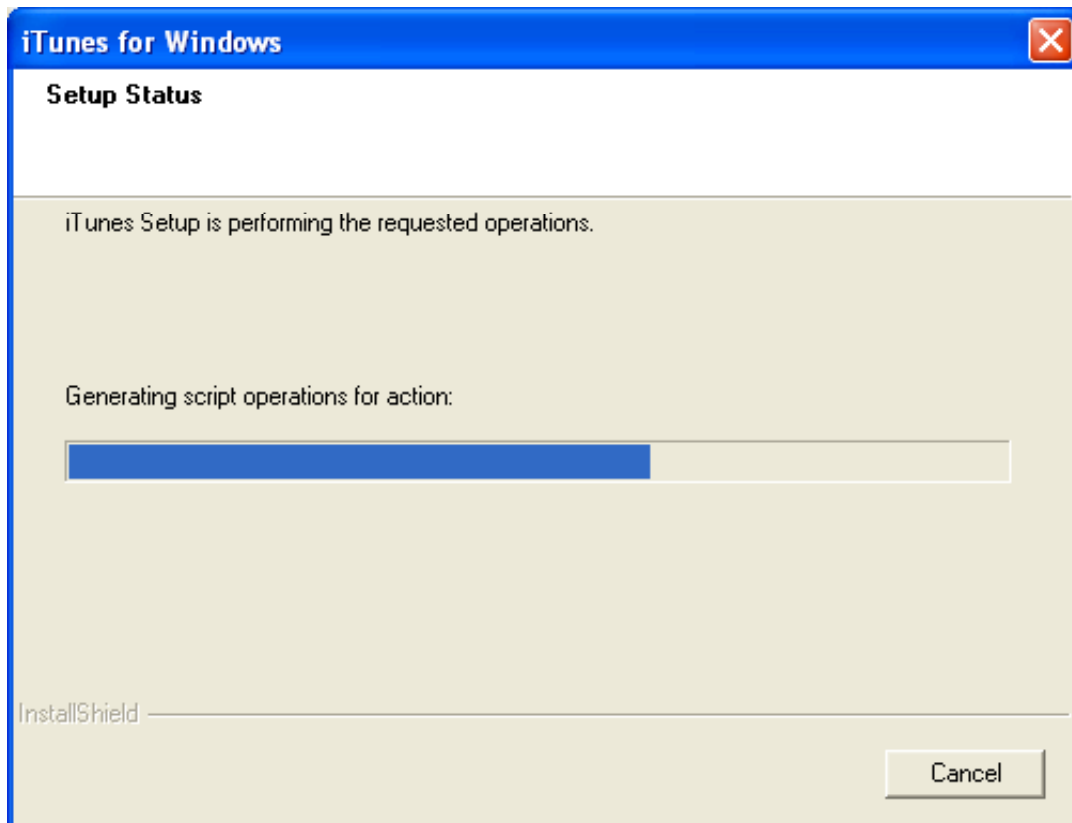 iTunes for Windows
Setup Status
iTunes Setup is performing the requested operations.
Generating script operations for action:
InstallShield
Cancel